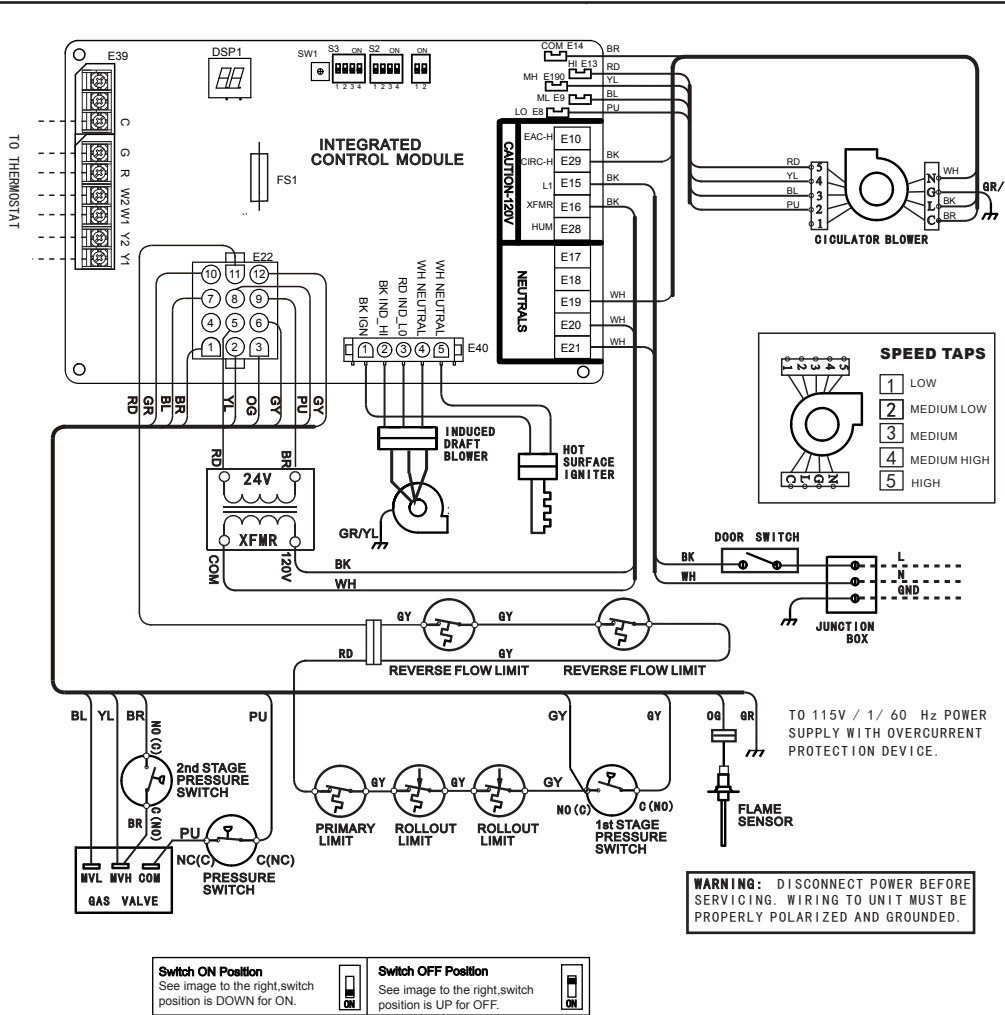 E39
DSP1
SW1
S3
ON
S2
ON
ON
1 2 3 4
1 2 3 4
1 2
COM E14
HI E13
MH E190
ML E9
LO E8
BR
RD
YL
BL
PU
TO THERMOSTAT
C
G
R
W2
W1
Y2
Y1
INTEGRATED
CONTROL MODULE
FS1
CAUTION-120V
EAC-H E10
CIRC-H E29 BK
L1 E15 BK
XFMR E16 BK
HUM E28
NEUTRALS
E17
E18
E19 WH
E20 WH
E21 WH
RD 5
YL 4
BL 3
PU 2
1
N WH
G GR/
L BK
C BR
CICULATOR BLOWER
E22
10 11 12
7 8 9
4 5 6
1 2 3
BK IGN
BK IND_HI
RD IND_L0
WH NEUTRAL
WH NEUTRAL
1 2 3 4 5
E40
RD
GR
BL
BR
YL
OG
GY
PU
GY
SPEED TAPS
1 2 3 4 5
C L G N
1 LOW
2 MEDIUM LOW
3 MEDIUM
4 MEDIUM HIGH
5 HIGH
RD
BR
24V
XFMR
COM
120V
INDUCED
DRAFT
BLOWER
GR/YL
HOT
SURFACE
IGNITER
BK
WH
DOOR SWITCH
BK
WH
L
N
GND
JUNCTION
BOX
GY
GY
RD
GY
REVERSE FLOW LIMIT
REVERSE FLOW LIMIT
BL
YL
BR
PU
GY
GY
OG
GR
TO 115V / 1/ 60 Hz POWER
SUPPLY WITH OVERCURRENT
PROTECTION DEVICE.
NO (C)
2nd STAGE
PRESSURE
SWITCH
C (NO)
BR
PU
NC(C)
C(NC)
PRESSURE
SWITCH
MVL MVH COM
GAS VALVE
GY
GY
GY
PRIMARY
LIMIT
ROLLOUT
LIMIT
ROLLOUT
LIMIT
NO (C)
C (NO)
1st STAGE
PRESSURE
SWITCH
FLAME
SENSOR
WARNING: DISCONNECT POWER BEFORE
SERVICING. WIRING TO UNIT MUST BE
PROPERLY POLARIZED AND GROUNDED.
Switch ON Position
See image to the right,switch
position is DOWN for ON.
ON
Switch OFF Position
See image to the right,switch
position is UP for OFF.
ON